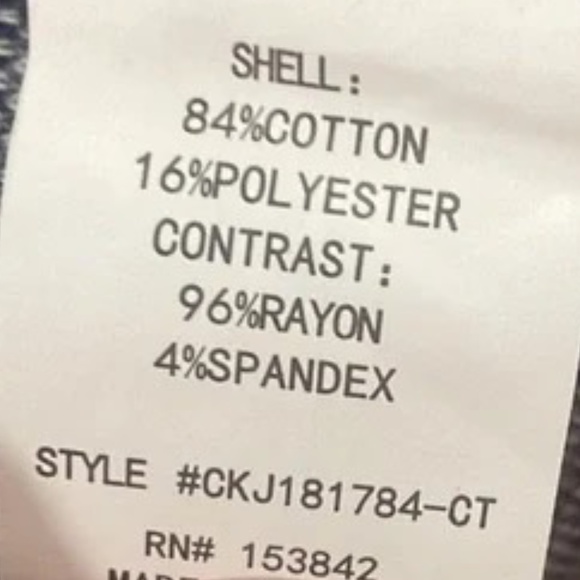 SHELL:
84%COTTON
16%POLYESTER
CONTRAST:
96%RAYON
4%SPANDEX
STYLE #CKJ181784-CT
RN# 153842